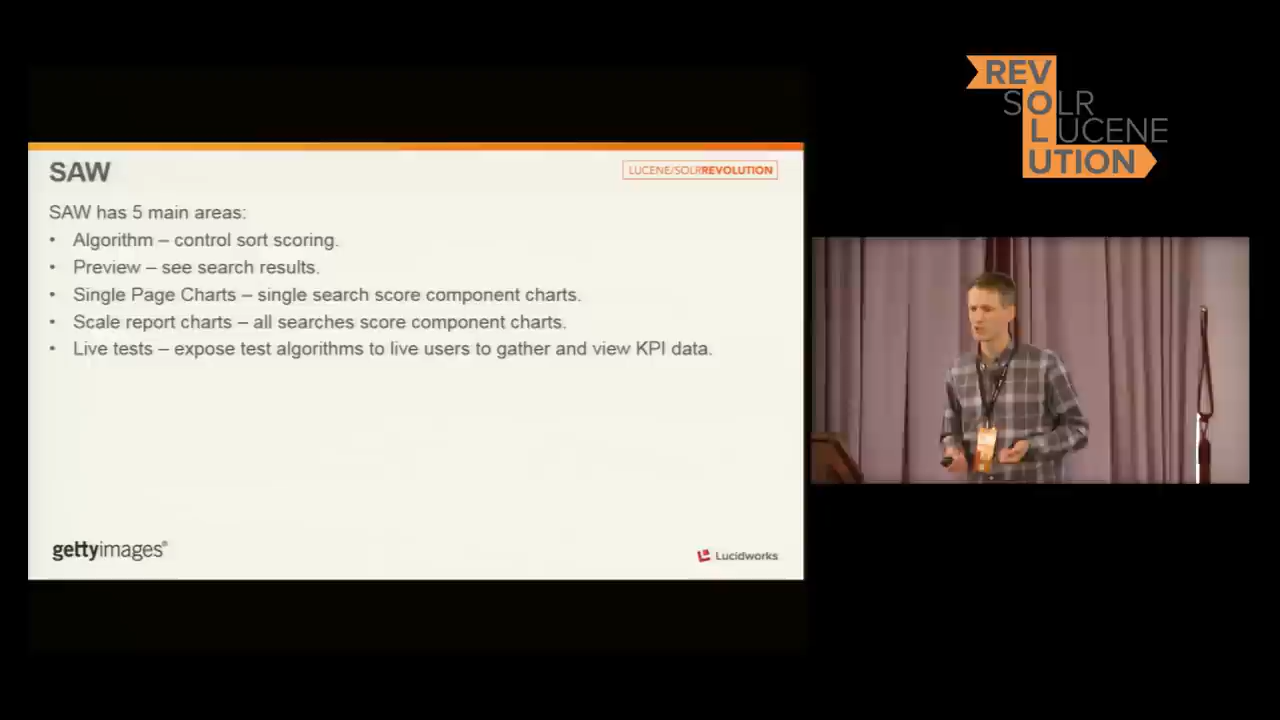 SAW
LUCENE/SOLRREVOLUTION
SAW has 5 main areas:
• Algorithm – control sort scoring.
• Preview – see search results.
• Single Page Charts – single search score component charts.
• Scale report charts – all searches score component charts.
• Live tests – expose test algorithms to live users to gather and view KPI data.
gettyimages®
Lucidworks
REV
SOLR
LUCENE
UTION